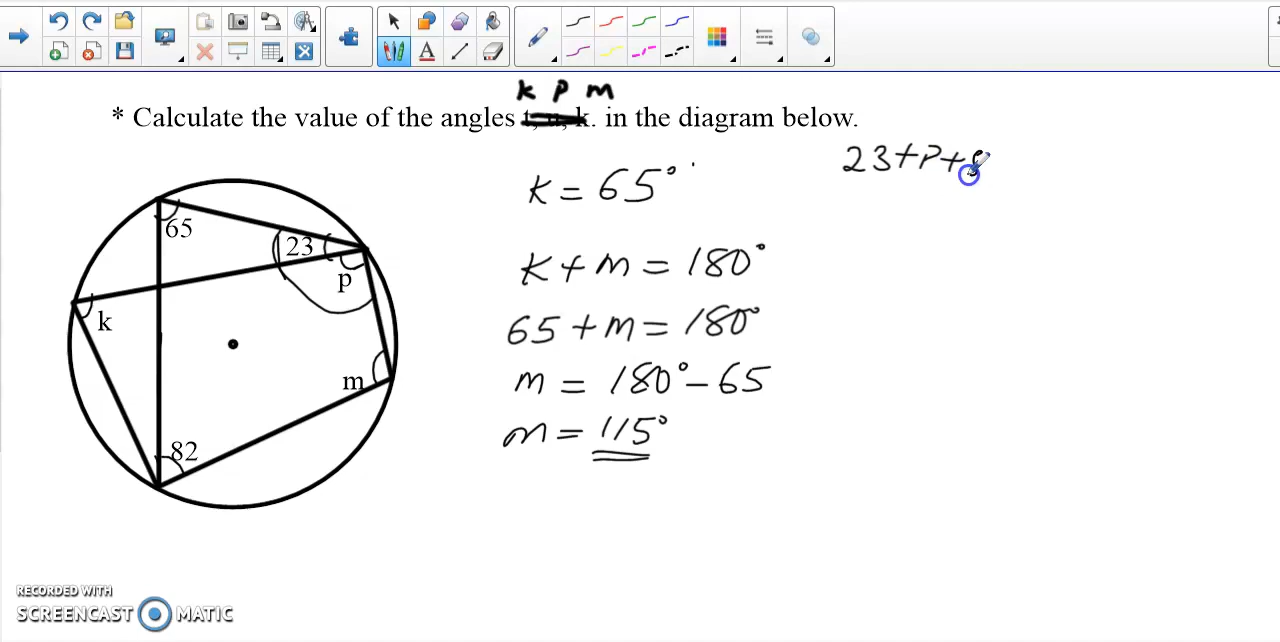 k p m
* Calculate the value of the angles t, u, k. in the diagram below.
23+P+8
K = 65°
65
23
P
k
K + m = 180°
65 + m = 180°
m
m = 180° - 65
m = 115°
82
RECORDED WITH
SCREENCAST MATIC